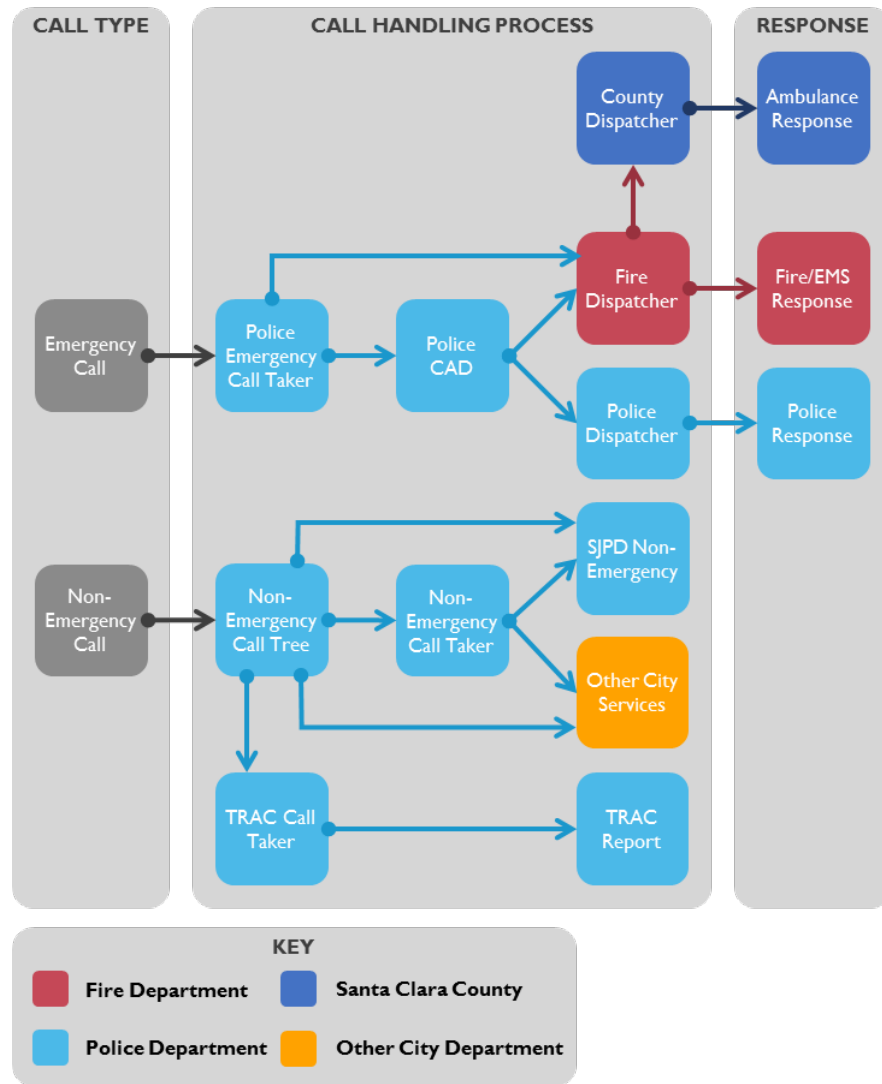 CALL TYPE
CALL HANDLING PROCESS
RESPONSE
County
Dispatcher
Ambulance
Response
Fire
Dispatcher
Fire/EMS
Response
Emergency
Call
Police
Emergency
Call Taker
Police
CAD
Police
Dispatcher
Police
Response
SJPD Non-
Emergency
Non-
Emergency
Call
Non-
Emergency
Call Tree
Non-
Emergency
Call Taker
Other City
Services
TRAC Call
Taker
TRAC
Report
KEY
Fire Department
Santa Clara County
Police Department
Other City Department